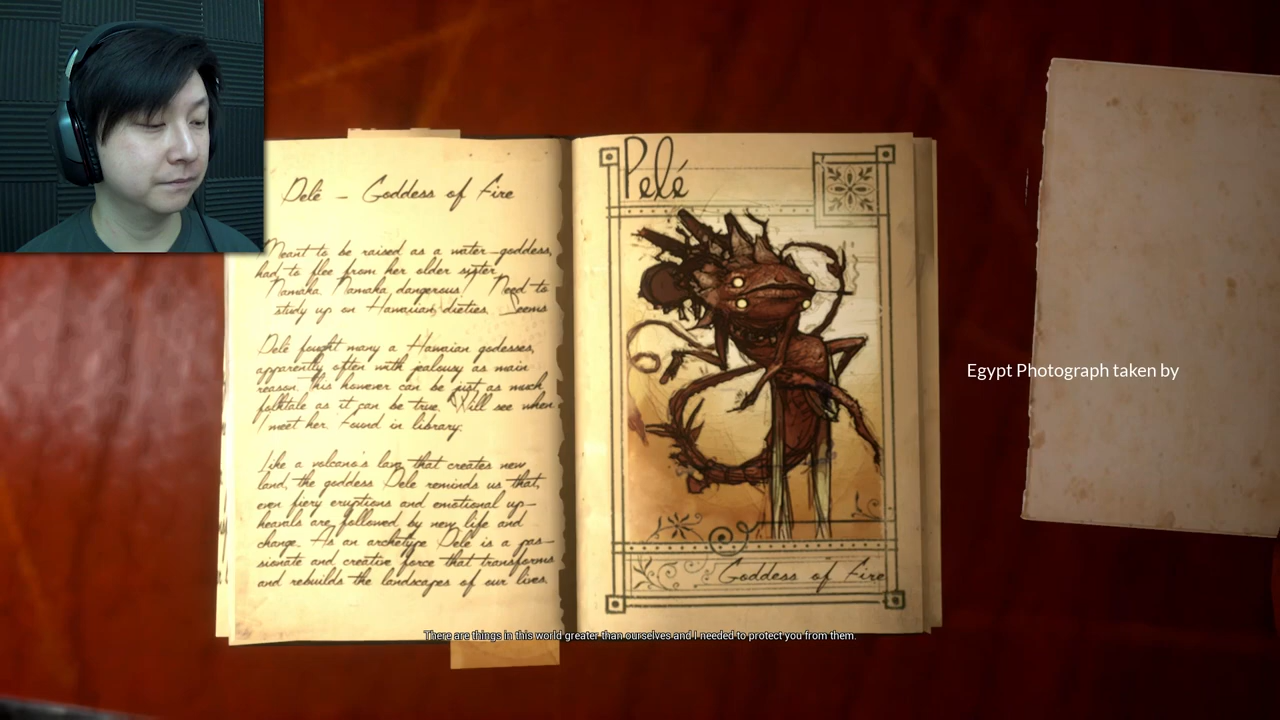 Pelé - Goddess of Fire
Meant to be raised as a water-goddess,
had to flee from her older sister
Namaka. Namaka dangerous! Need to
study up on Hawaiian dieties. Seems
Pelé fought many a Hawaian godesses,
apparently often with jealousy as main
reason, this however can be just as much
folktale as it can be true. Will see when
I meet her. Found in library.
Like a volcano's lava that creates new
land, the goddess Pele reminds us that,
even fiery eruptions and emotional up-
heavals are followed by new life and
change. As an archetype Pelé is a pas-
sionate and creative force that transforms
and rebuilds the landscapes of our lives.
Pelé
Goddess of Fire
Egypt Photograph taken by
There are things in this world greater than ourselves and I needed to protect you from them.